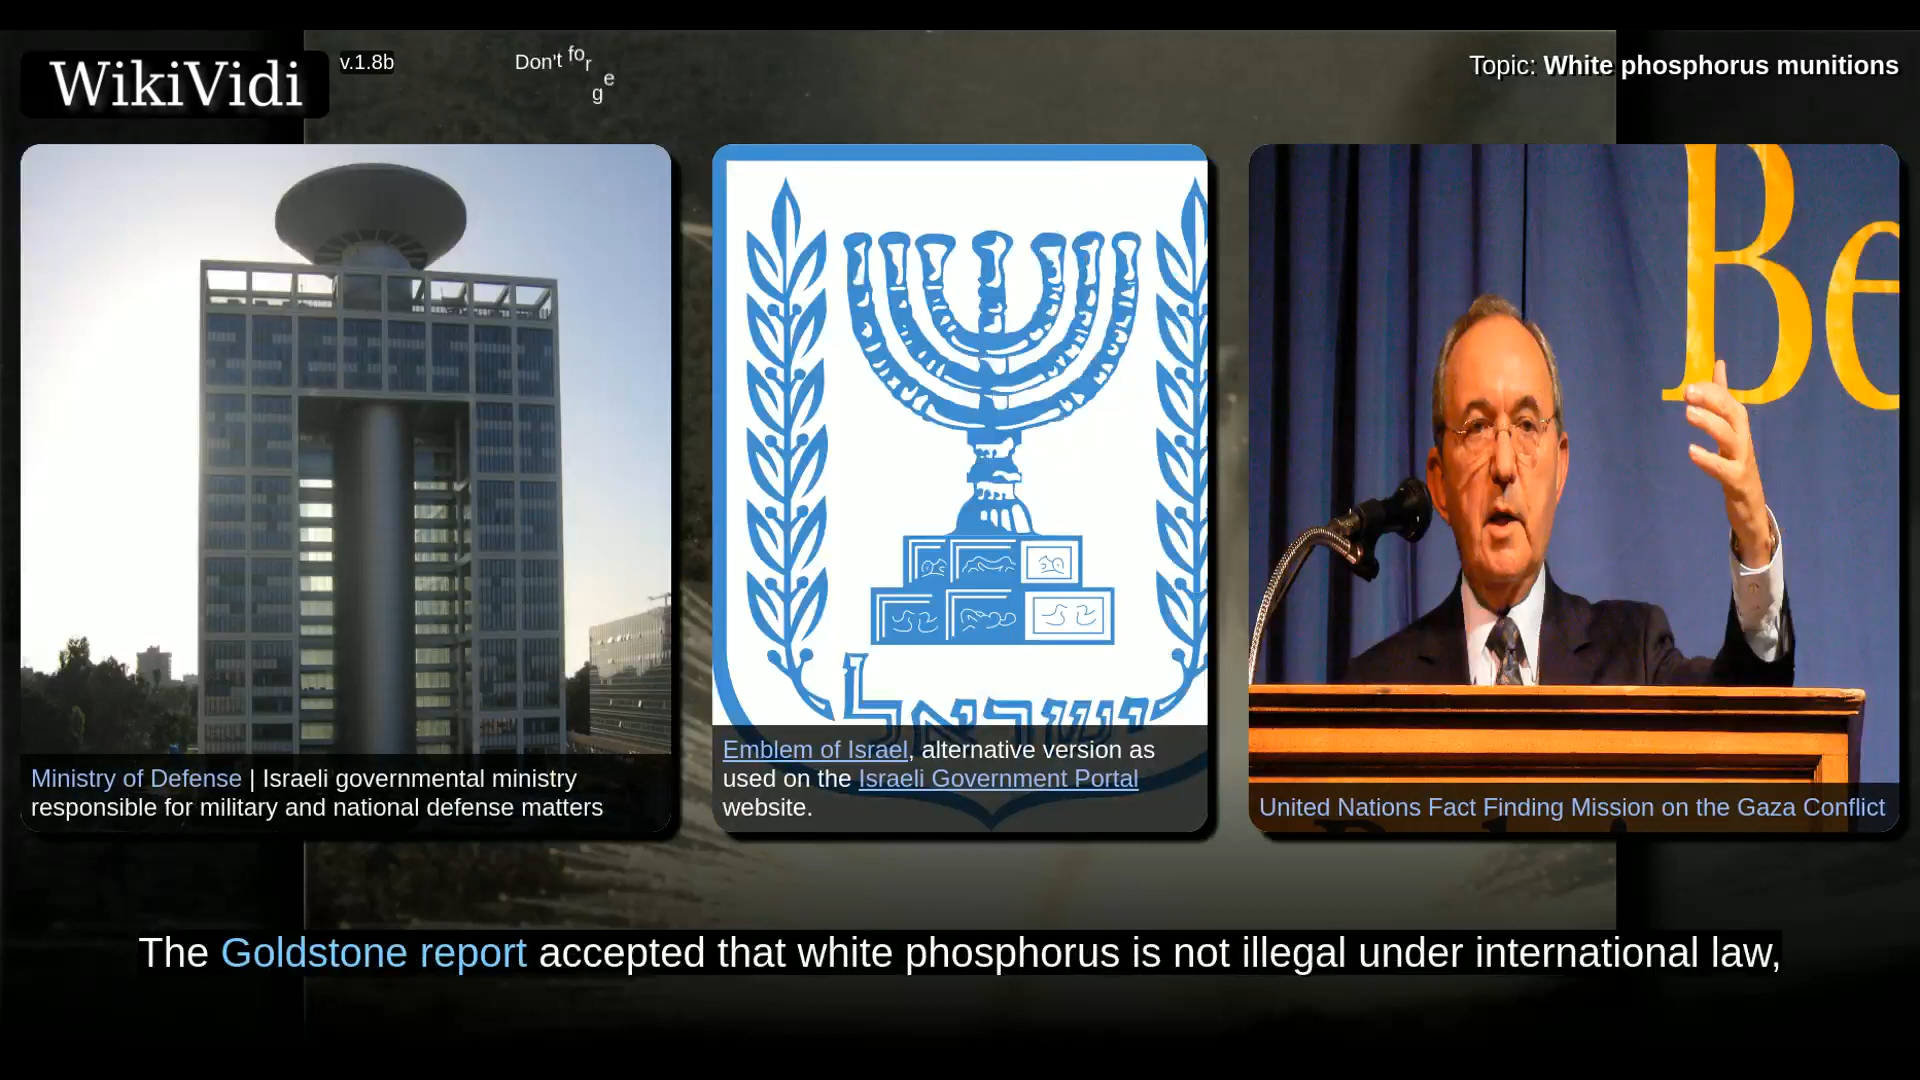 WikiVidi
v.1.8b
Don't forge
Topic: White phosphorus munitions
Be
ישראל
Ministry of Defense | Israeli governmental ministry
responsible for military and national defense matters
Emblem of Israel, alternative version as
used on the Israeli Government Portal
website.
United Nations Fact Finding Mission on the Gaza Conflict
The Goldstone report accepted that white phosphorus is not illegal under international law,